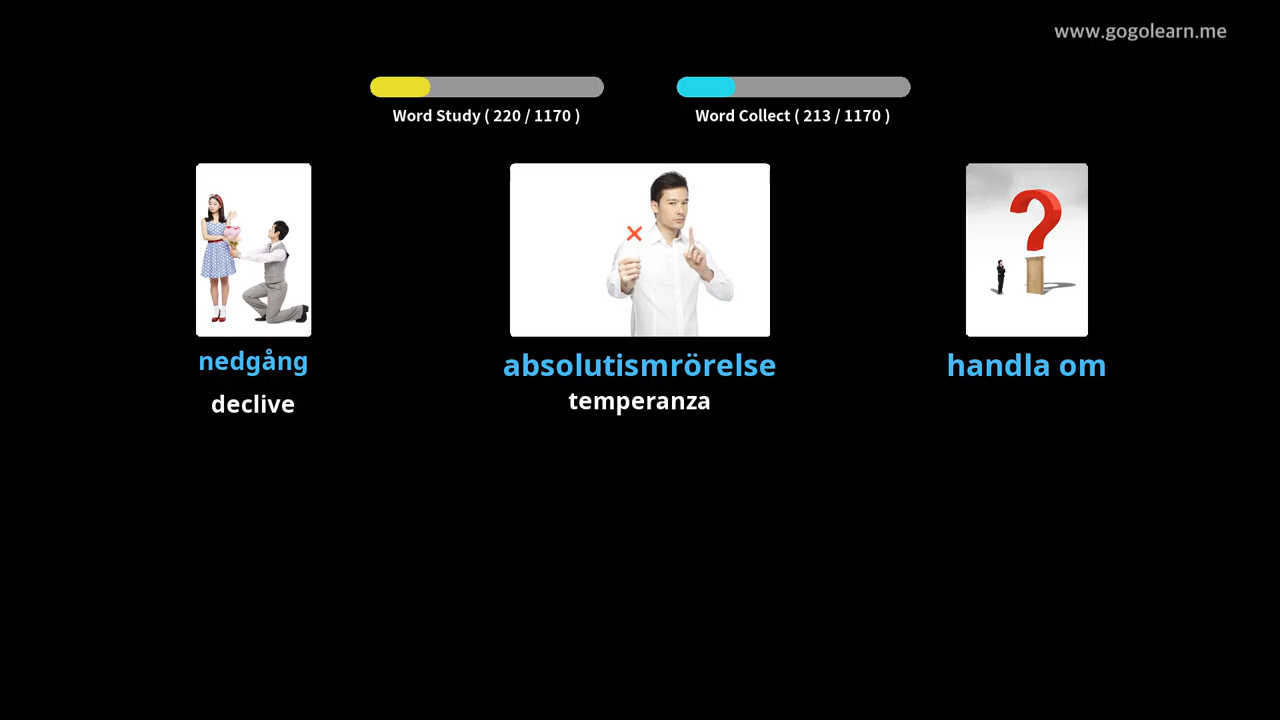 www.gogolearn.me
Word Study ( 220 / 1170 )
Word Collect ( 213 / 1170 )
nedgång
absolutismrörelse
handla om
declive
temperanza